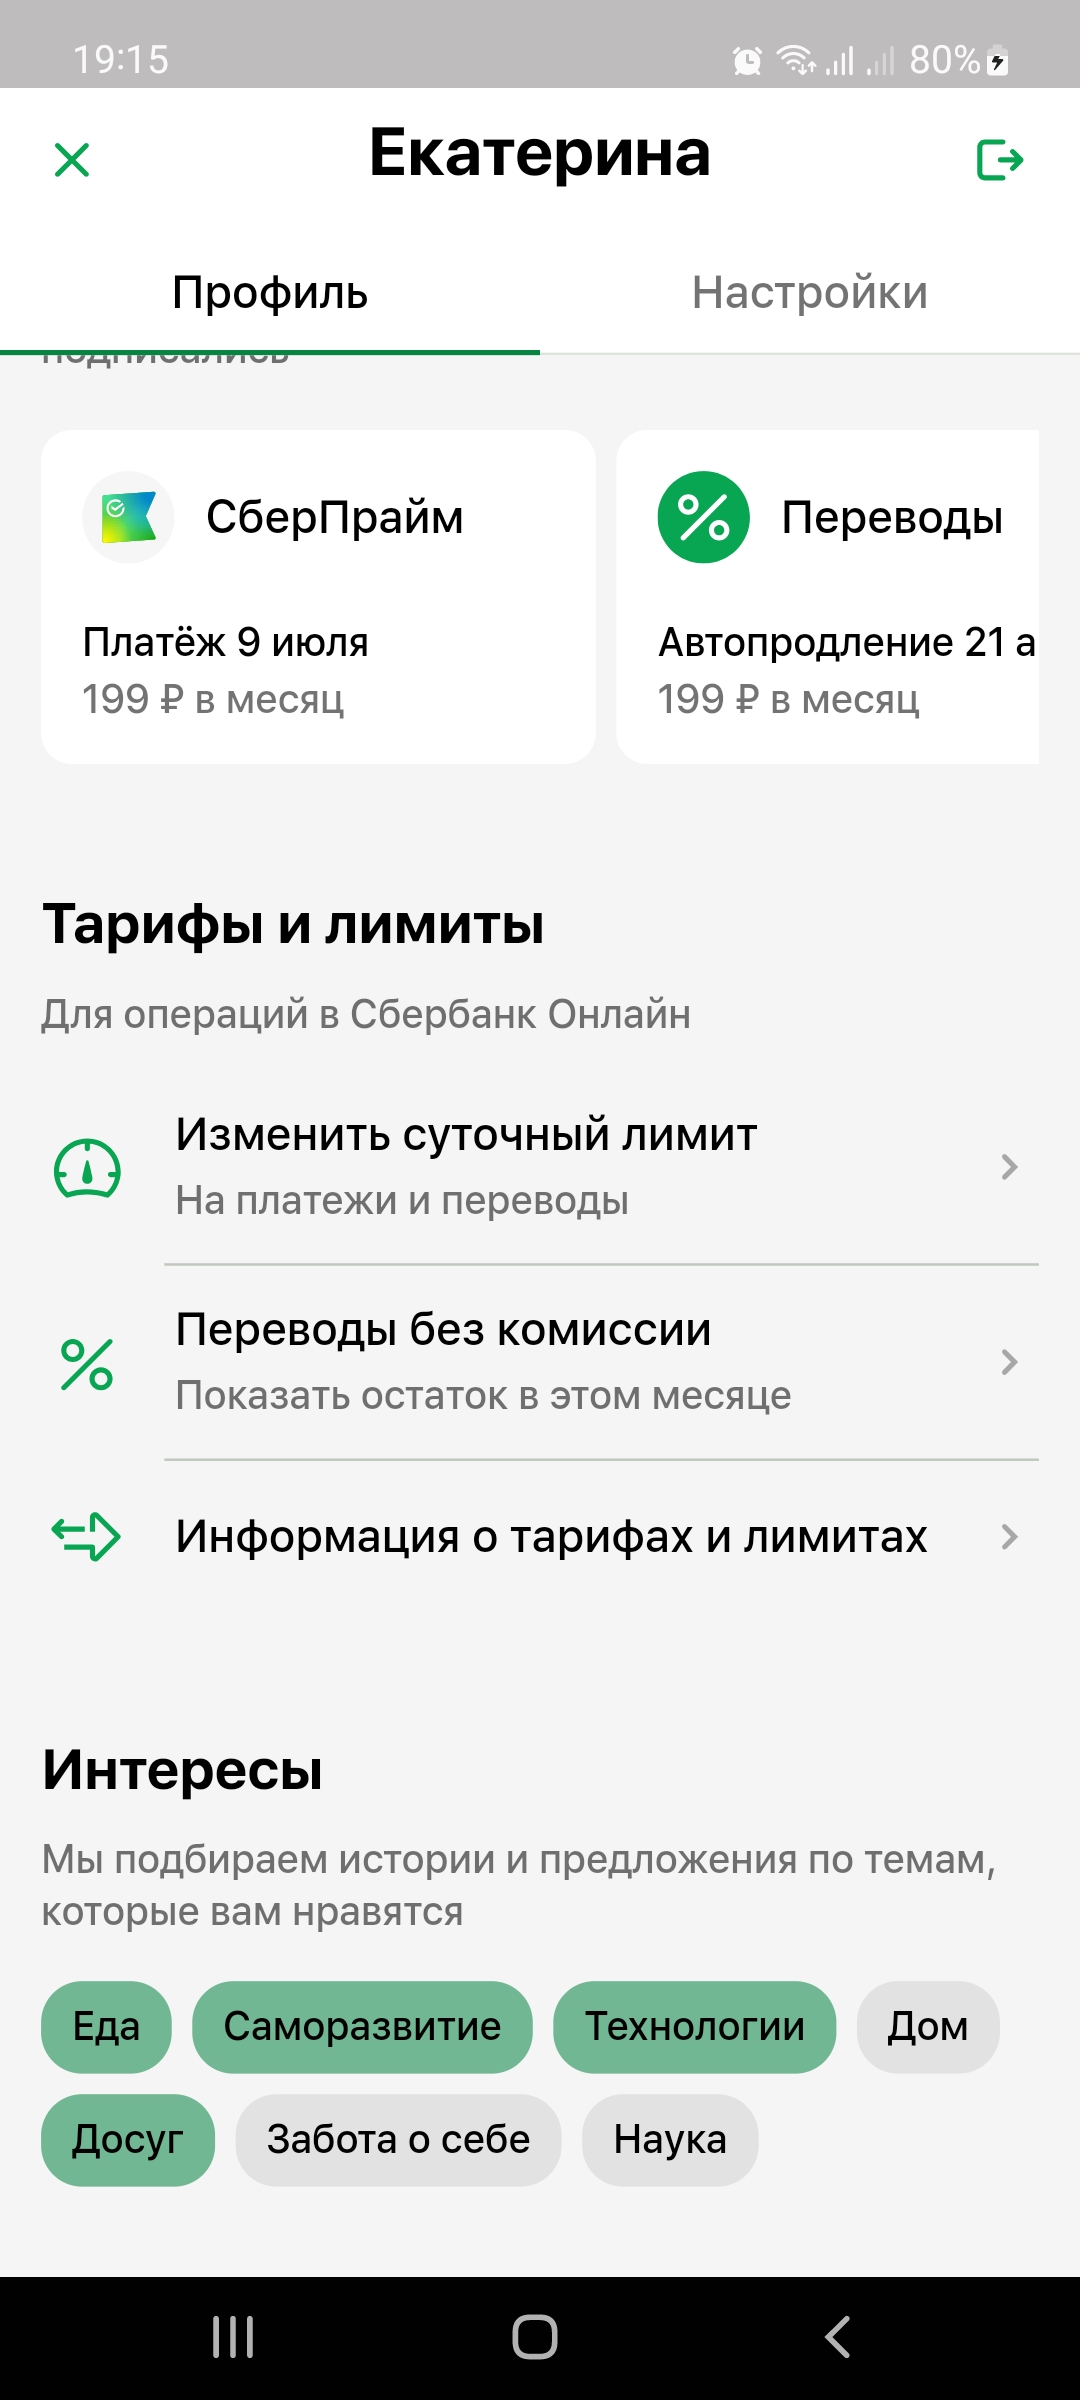 19:15
80%
Екатерина
Профиль
Настройки
подписались
СберПрайм
Платёж 9 июля
199 ₽ в месяц
Переводы
Автопродление 21 а
199 ₽ в месяц
Тарифы и лимиты
Для операций в Сбербанк Онлайн
Изменить суточный лимит
На платежи и переводы
Переводы без комиссии
Показать остаток в этом месяце
Информация о тарифах и лимитах
Интересы
Мы подбираем истории и предложения по темам,
которые вам нравятся
Еда
Саморазвитие
Технологии
Дом
Досуг
Забота о себе
Наука